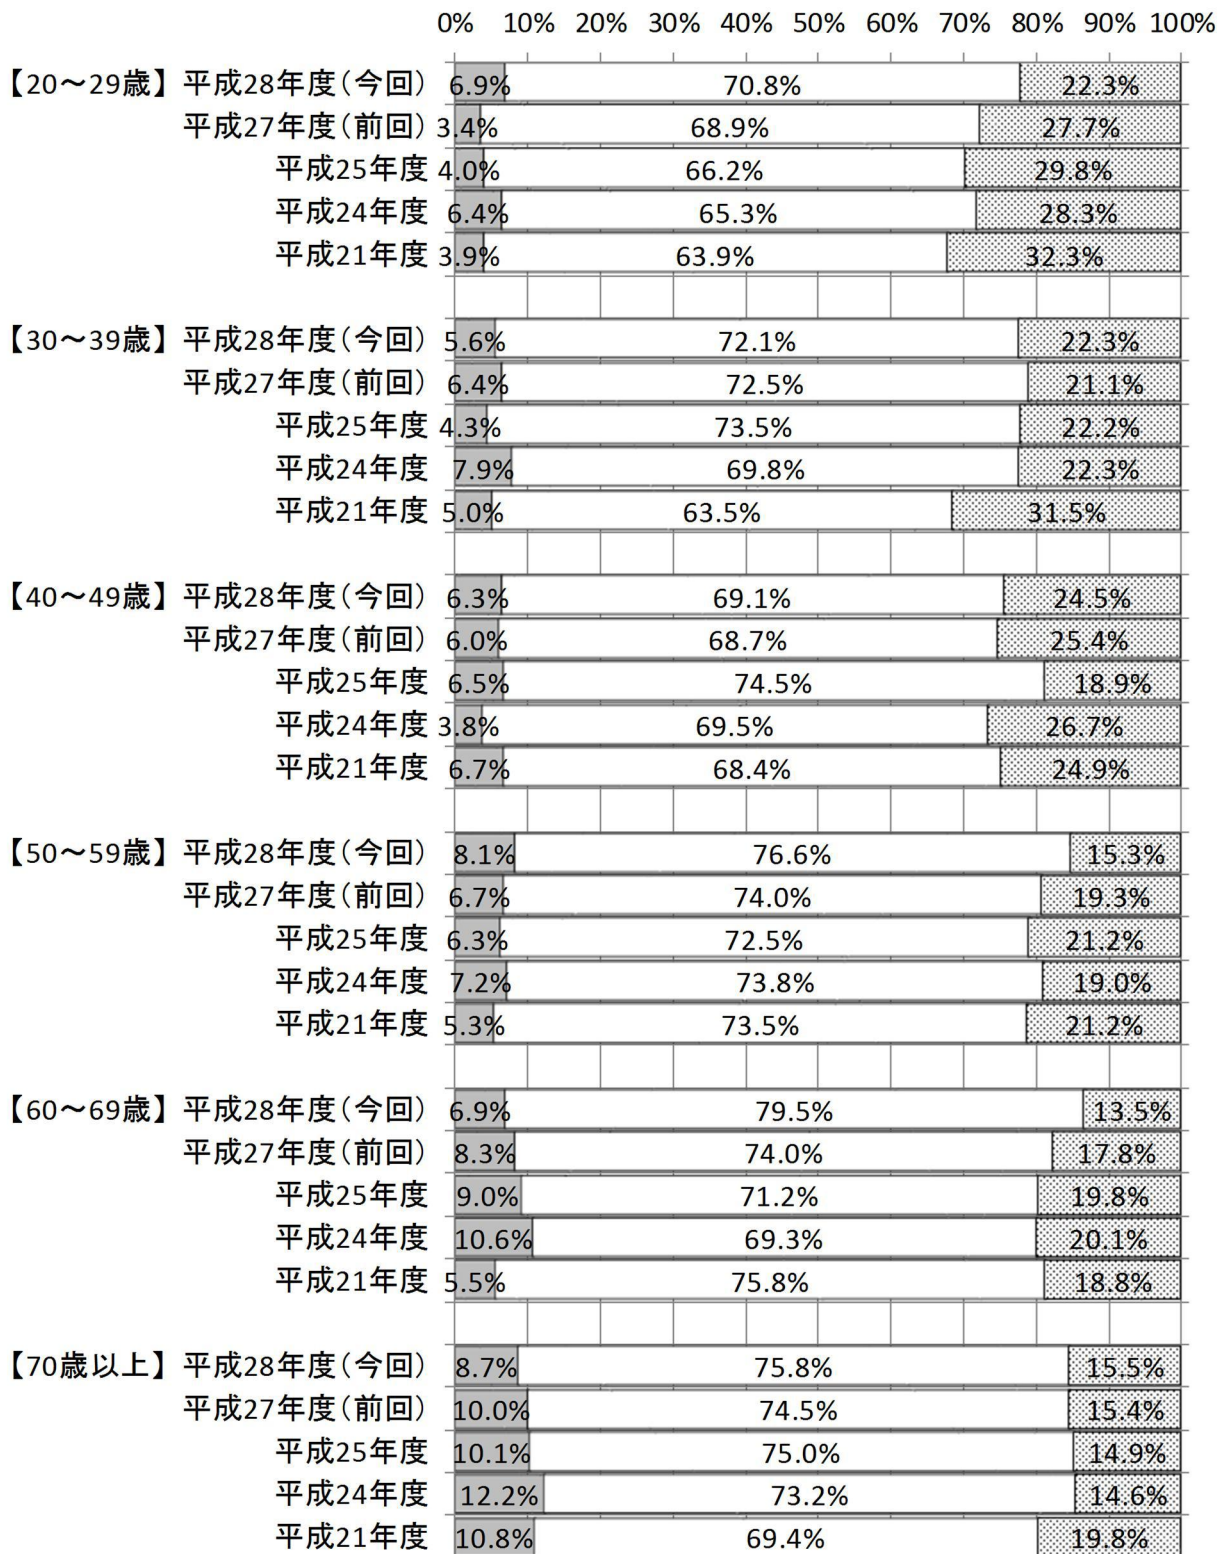 0% 10% 20% 30% 40% 50% 60% 70% 80% 90% 100%
【20～29歳】平成28年度(今回) 6.9% 70.8% 22.3%
平成27年度(前回) 3.4% 68.9% 27.7%
平成25年度 4.0% 66.2% 29.8%
平成24年度 6.4% 65.3% 28.3%
平成21年度 3.9% 63.9% 32.3%
【30～39歳】平成28年度(今回) 5.6% 72.1% 22.3%
平成27年度(前回) 6.4% 72.5% 21.1%
平成25年度 4.3% 73.5% 22.2%
平成24年度 7.9% 69.8% 22.3%
平成21年度 5.0% 63.5% 31.5%
【40～49歳】平成28年度(今回) 6.3% 69.1% 24.5%
平成27年度(前回) 6.0% 68.7% 25.4%
平成25年度 6.5% 74.5% 18.9%
平成24年度 3.8% 69.5% 26.7%
平成21年度 6.7% 68.4% 24.9%
【50～59歳】平成28年度(今回) 8.1% 76.6% 15.3%
平成27年度(前回) 6.7% 74.0% 19.3%
平成25年度 6.3% 72.5% 21.2%
平成24年度 7.2% 73.8% 19.0%
平成21年度 5.3% 73.5% 21.2%
【60～69歳】平成28年度(今回) 6.9% 79.5% 13.5%
平成27年度(前回) 8.3% 74.0% 17.8%
平成25年度 9.0% 71.2% 19.8%
平成24年度 10.6% 69.3% 20.1%
平成21年度 5.5% 75.8% 18.8%
【70歳以上】平成28年度(今回) 8.7% 75.8% 15.5%
平成27年度(前回) 10.0% 74.5% 15.4%
平成25年度 10.1% 75.0% 14.9%
平成24年度 12.2% 73.2% 14.6%
平成21年度 10.8% 69.4% 19.8%